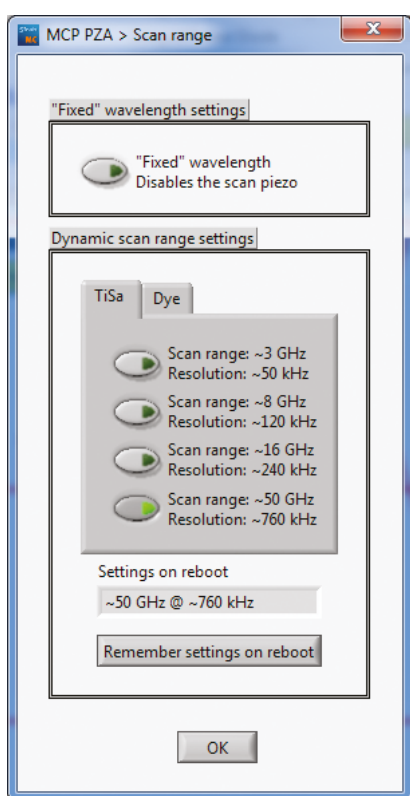 MCP PZA > Scan range
"Fixed" wavelength settings
"Fixed" wavelength
Disables the scan piezo
Dynamic scan range settings
TiSa
Dye
Scan range: ~3 GHz
Resolution: ~50 kHz
Scan range: ~8 GHz
Resolution: ~120 kHz
Scan range: ~16 GHz
Resolution: ~240 kHz
Scan range: ~50 GHz
Resolution: ~760 kHz
Settings on reboot
~50 GHz @ ~760 kHz
Remember settings on reboot
OK